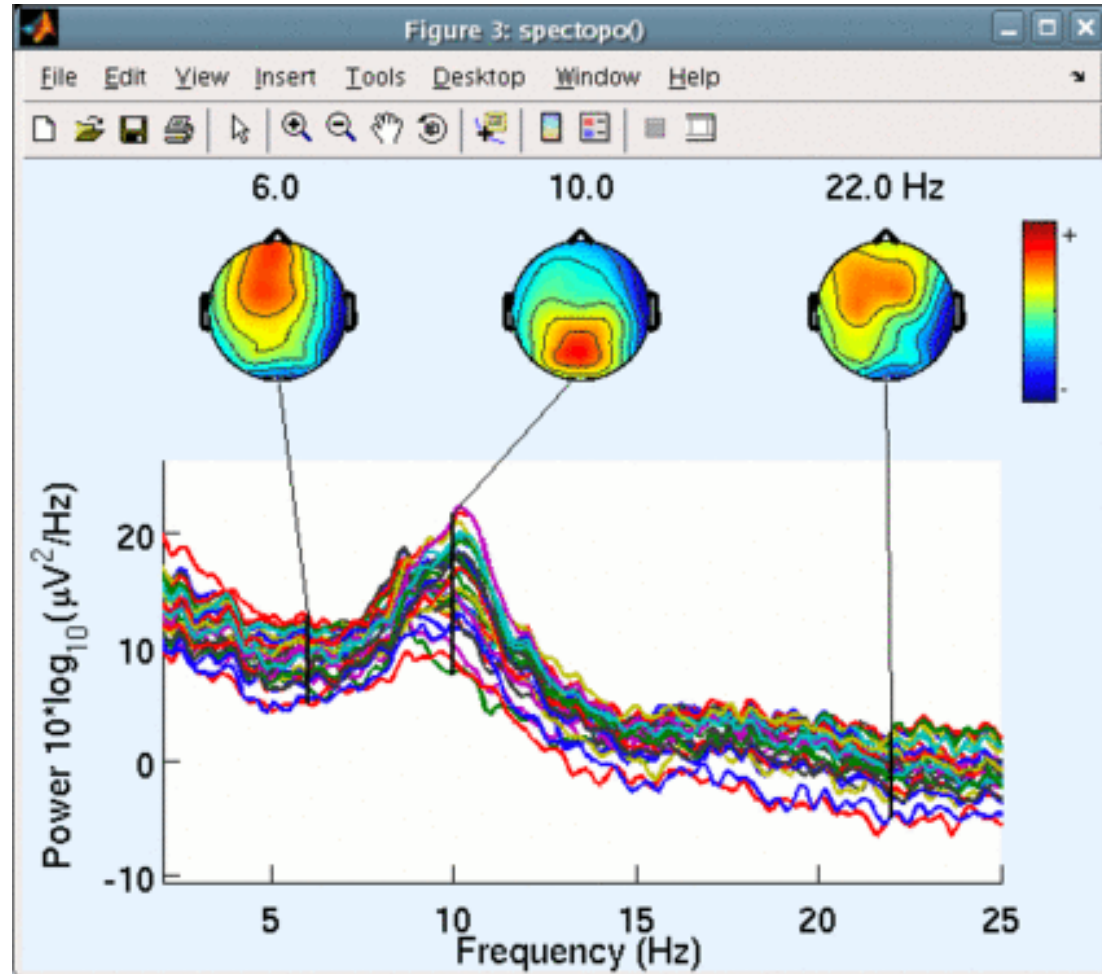 Figure 3: spectopo()
File Edit View Insert Tools Desktop Window Help
6.0 10.0 22.0 Hz
+
-
Power 10*log10(μV2/Hz)
20
10
0
-10
5 10 15 20 25
Frequency (Hz)